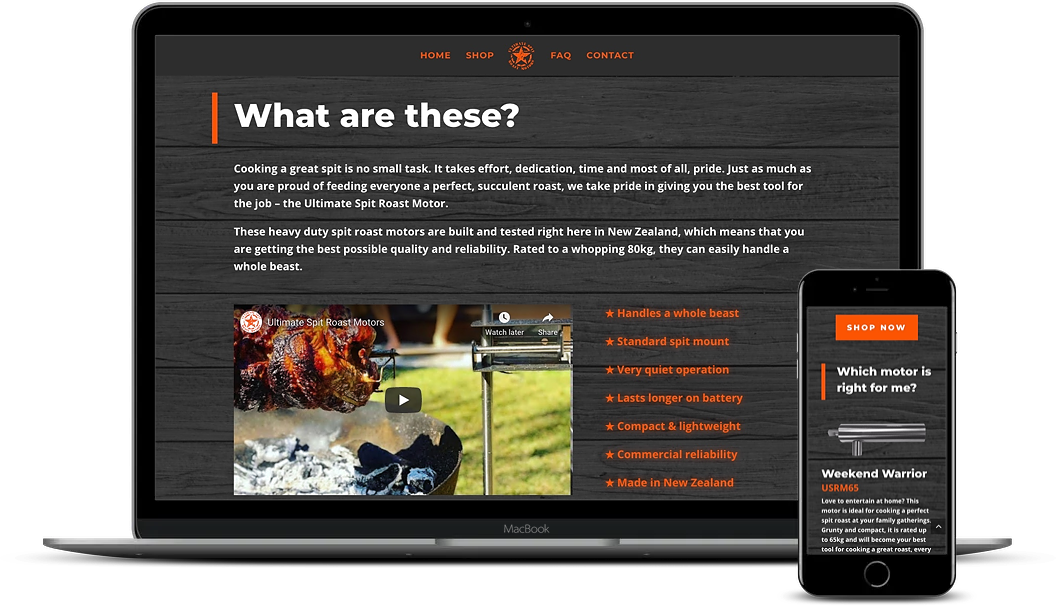 HOME SHOP FAQ CONTACT
What are these?
Cooking a great spit is no small task. It takes effort, dedication, time and most of all, pride. Just as much as
you are proud of feeding everyone a perfect, succulent roast, we take pride in giving you the best tool for
the job – the Ultimate Spit Roast Motor.
These heavy duty spit roast motors are built and tested right here in New Zealand, which means that you
are getting the best possible quality and reliability. Rated to a whopping 80kg, they can easily handle a
whole beast.
Ultimate Spit Roast Motors
Watch later Share
★ Handles a whole beast
★ Standard spit mount
★ Very quiet operation
★ Lasts longer on battery
★ Compact & lightweight
★ Commercial reliability
★ Made in New Zealand
MacBook
SHOP NOW
Which motor is
right for me?
Weekend Warrior
USRM65
Love to entertain at home? This
motor is ideal for cooking a perfect
spit roast at your family gatherings.
Grunty and compact, it is rated up
to 65kg and will become your best
tool for cooking a great roast, every